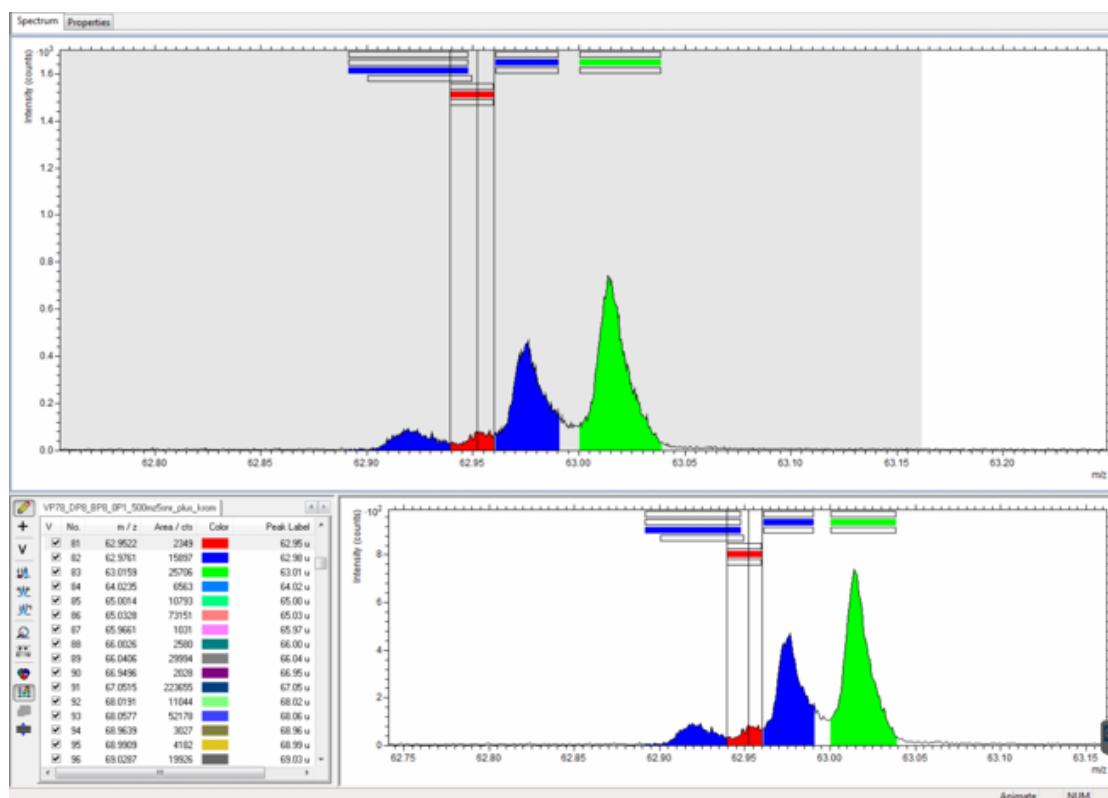 Spectrum Properties
Intensity (counts)
·10³
1.6
1.4
1.2
1.0
0.8
0.6
0.4
0.2
0.0
62.80 62.85 62.90 62.95 63.00 63.05 63.10 63.15 63.20
m/z
V No. m / z Area / cts Color Peak Label
81 62.9522 2349 62.95 u
82 62.9761 15897 62.98 u
83 63.0159 25706 63.01 u
84 64.0235 6563 64.02 u
85 65.0014 10793 65.00 u
86 65.0328 73151 65.03 u
87 65.9661 1031 65.97 u
88 66.0026 2580 66.00 u
89 66.0406 29994 66.04 u
90 66.9496 2028 66.95 u
91 67.0515 223655 67.05 u
92 68.0191 11044 68.02 u
93 68.0577 52178 68.06 u
94 68.9639 3027 68.96 u
95 68.9909 4182 68.99 u
96 69.0287 19926 69.03 u
Intensity (counts)
·10²
8
6
4
2
0
62.75 62.80 62.85 62.90 62.95 63.00 63.05 63.10 63.15
m/z
Animate NUM